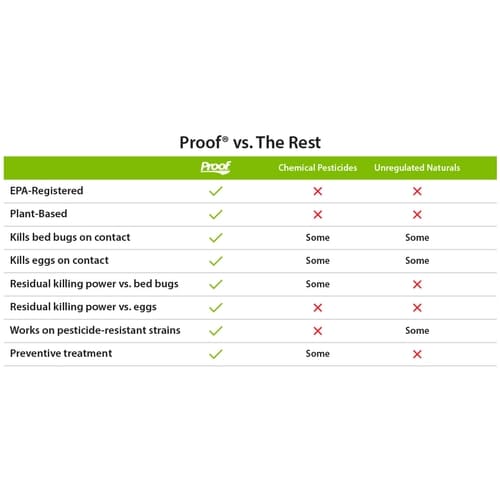 Proof® vs. The Rest
Proof Chemical Pesticides Unregulated Naturals
EPA-Registered ✓ ✕ ✕
Plant-Based ✓ ✕ ✕
Kills bed bugs on contact ✓ Some Some
Kills eggs on contact ✓ Some Some
Residual killing power vs. bed bugs ✓ Some ✕
Residual killing power vs. eggs ✓ ✕ ✕
Works on pesticide-resistant strains ✓ ✕ Some
Preventive treatment ✓ Some ✕